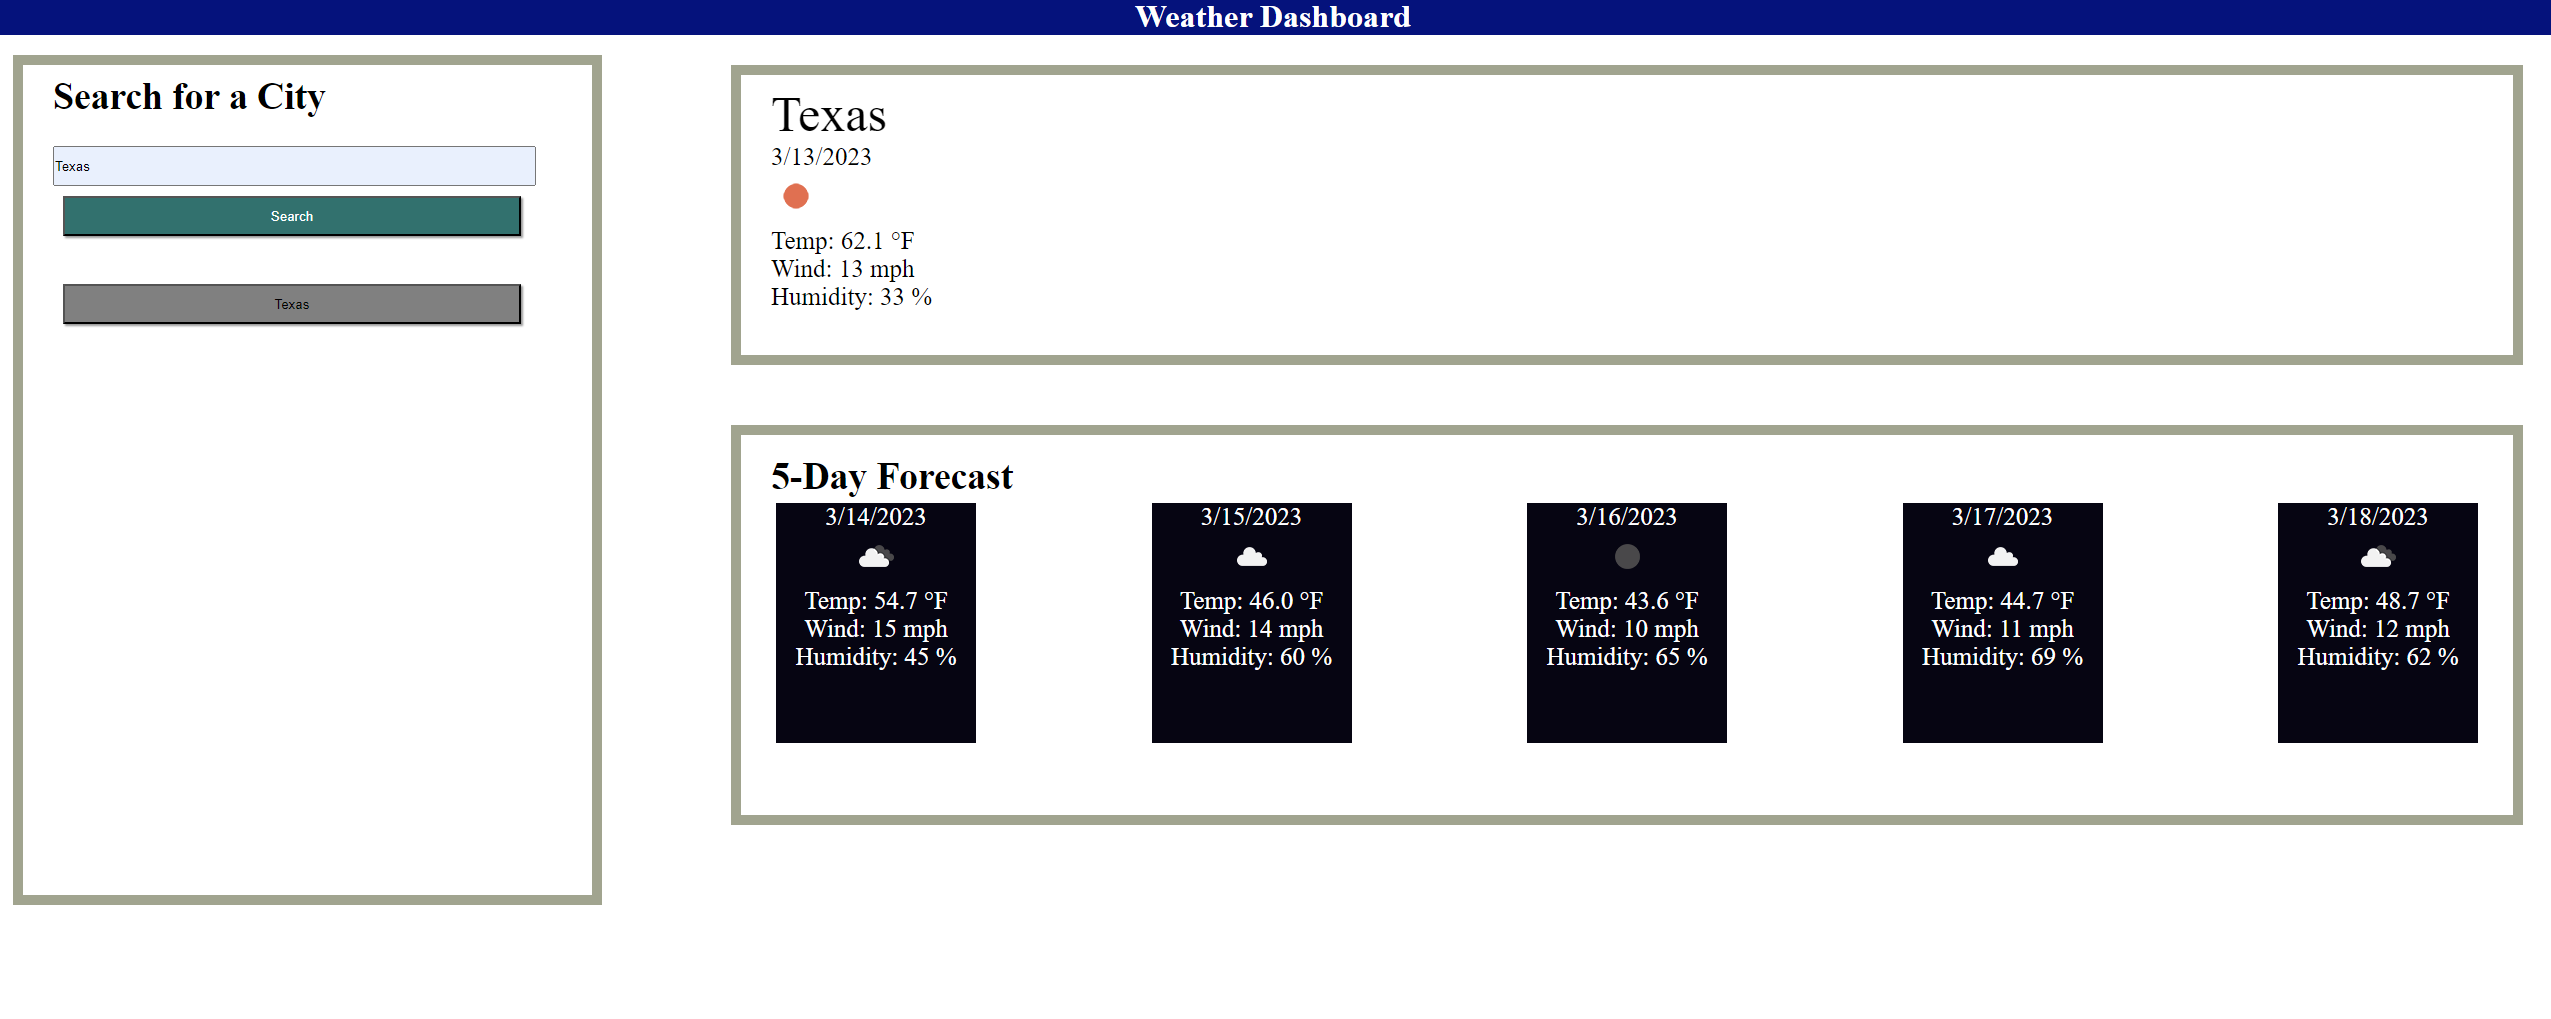 Weather Dashboard
Search for a City
Texas
Search
Texas
Texas
3/13/2023
Temp: 62.1 °F
Wind: 13 mph
Humidity: 33 %
5-Day Forecast
3/14/2023
Temp: 54.7 °F
Wind: 15 mph
Humidity: 45 %
3/15/2023
Temp: 46.0 °F
Wind: 14 mph
Humidity: 60 %
3/16/2023
Temp: 43.6 °F
Wind: 10 mph
Humidity: 65 %
3/17/2023
Temp: 44.7 °F
Wind: 11 mph
Humidity: 69 %
3/18/2023
Temp: 48.7 °F
Wind: 12 mph
Humidity: 62 %